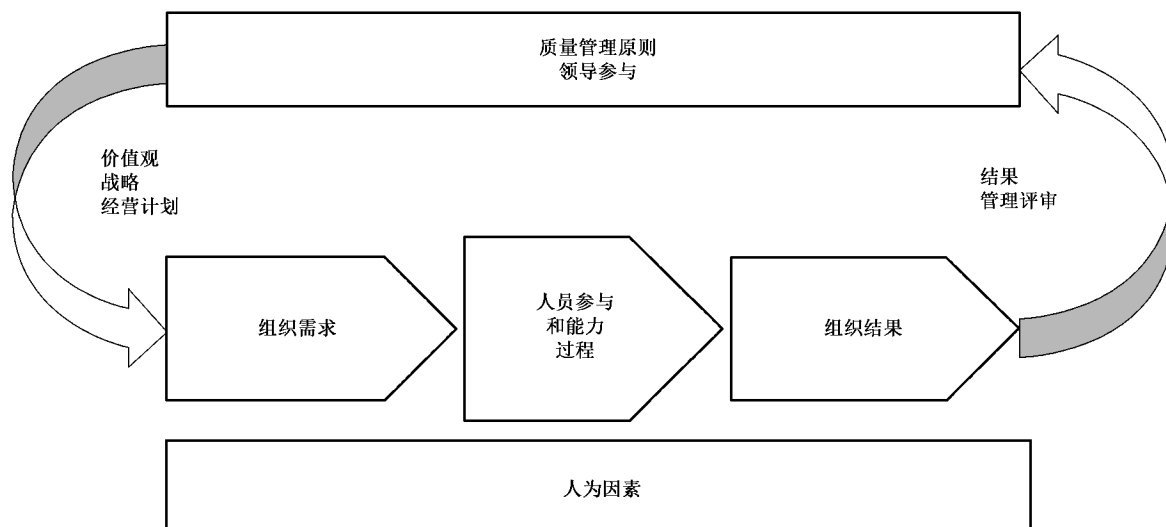 质量管理原则
领导参与
价值观
战略
经营计划
结果
管理评审
组织需求
人员参与
和能力
过程
组织结果
人为因素